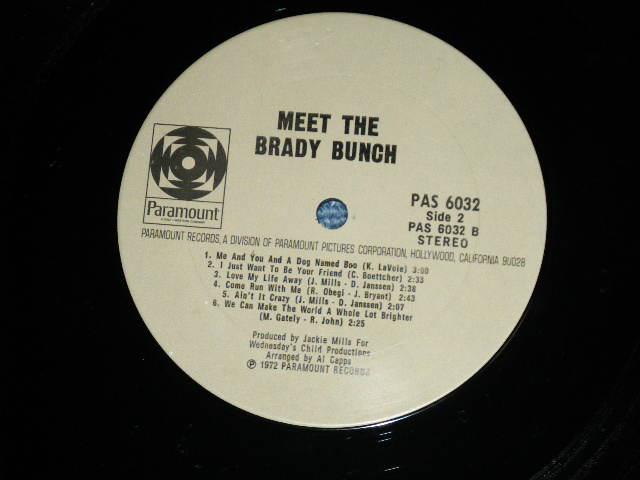 MEET THE
BRADY BUNCH
Paramount
PAS 6032
Side 2
PAS 6032 B
STEREO
PARAMOUNT RECORDS, A DIVISION OF PARAMOUNT PICTURES CORPORATION, HOLLYWOOD, CALIFORNIA 90028
1. Me And You And A Dog Named Boo (K. LaVoie) 3:00
2. I Just Want To Be Your Friend (C. Boettcher) 2:33
3. Love My Life Away (J. Mills - D. Janssen) 2:38
4. Come Run With Me (R. Obegi - J. Bryant) 2:43
5. Ain't It Crazy (J. Mills - D. Janssen) 2:07
6. We Can Make The World A Whole Lot Brighter
(M. Gately - R. John) 2:25
Produced by Jackie Mills For
Wednesday's Child Productions
Arranged by Al Capps
Ⓟ 1972 PARAMOUNT RECORDS